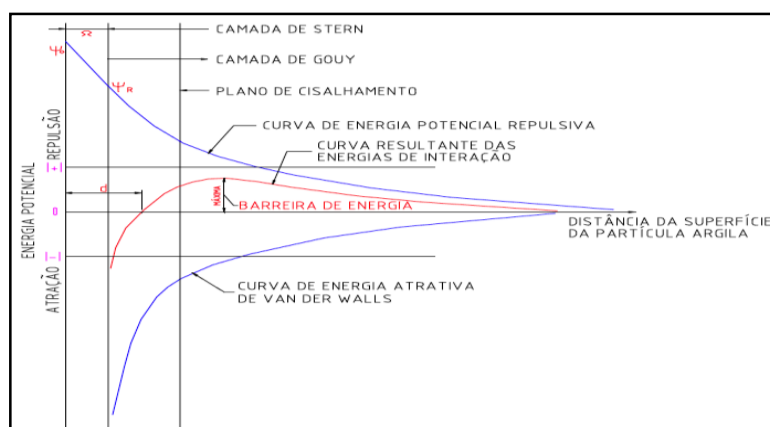 Ω
CAMADA DE STERN
Ψ₀
CAMADA DE GOUY
Ψ R
PLANO DE CISALHAMENTO
CURVA DE ENERGIA POTENCIAL REPULSIVA
CURVA RESULTANTE DAS
ENERGIAS DE INTERAÇÃO
ENERGIA POTENCIAL
REPULSÃO
|+|
d
MÁXIMA
BARREIRA DE ENERGIA
0
DISTÂNCIA DA SUPERFÍCIE
DA PARTÍCULA ARGILA
|-|
ATRAÇÃO
CURVA DE ENERGIA ATRATIVA
DE VAN DER WALLS